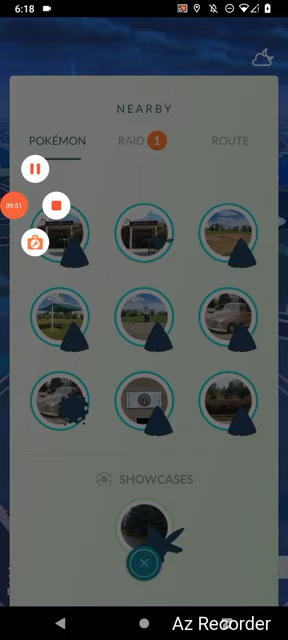 6:18
NEARBY
POKÉMON
RAID 1
ROUTE
09:51
SHOWCASES
Az Recorder